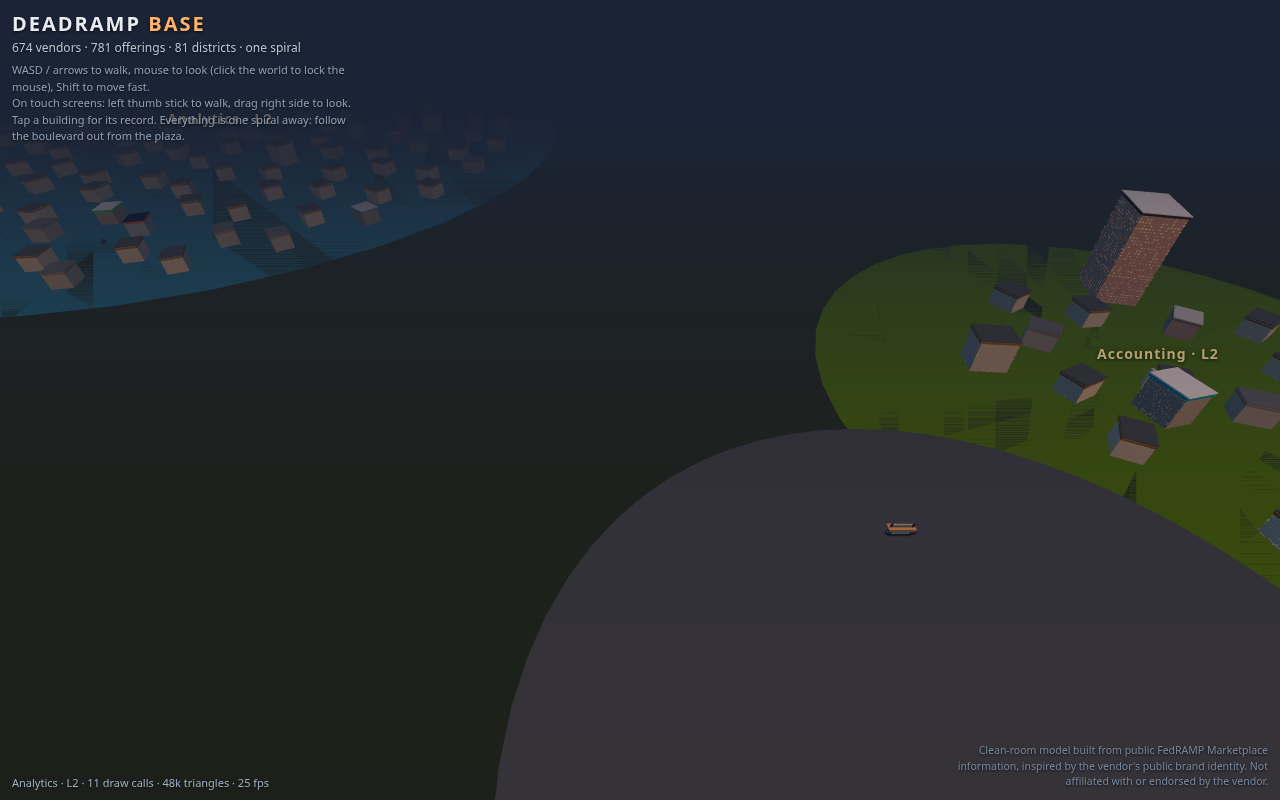 DEADRAMP BASE
674 vendors · 781 offerings · 81 districts · one spiral
WASD / arrows to walk, mouse to look (click the world to lock the
mouse), Shift to move fast.
On touch screens: left thumb stick to walk, drag right side to look.
Tap a building for its record. Everything is one spiral away: follow
the boulevard out from the plaza.
Analytics · L2
Accounting · L2
Clean-room model built from public FedRAMP Marketplace
information, inspired by the vendor's public brand identity. Not
affiliated with or endorsed by the vendor.
Analytics · L2 · 11 draw calls · 48k triangles · 25 fps